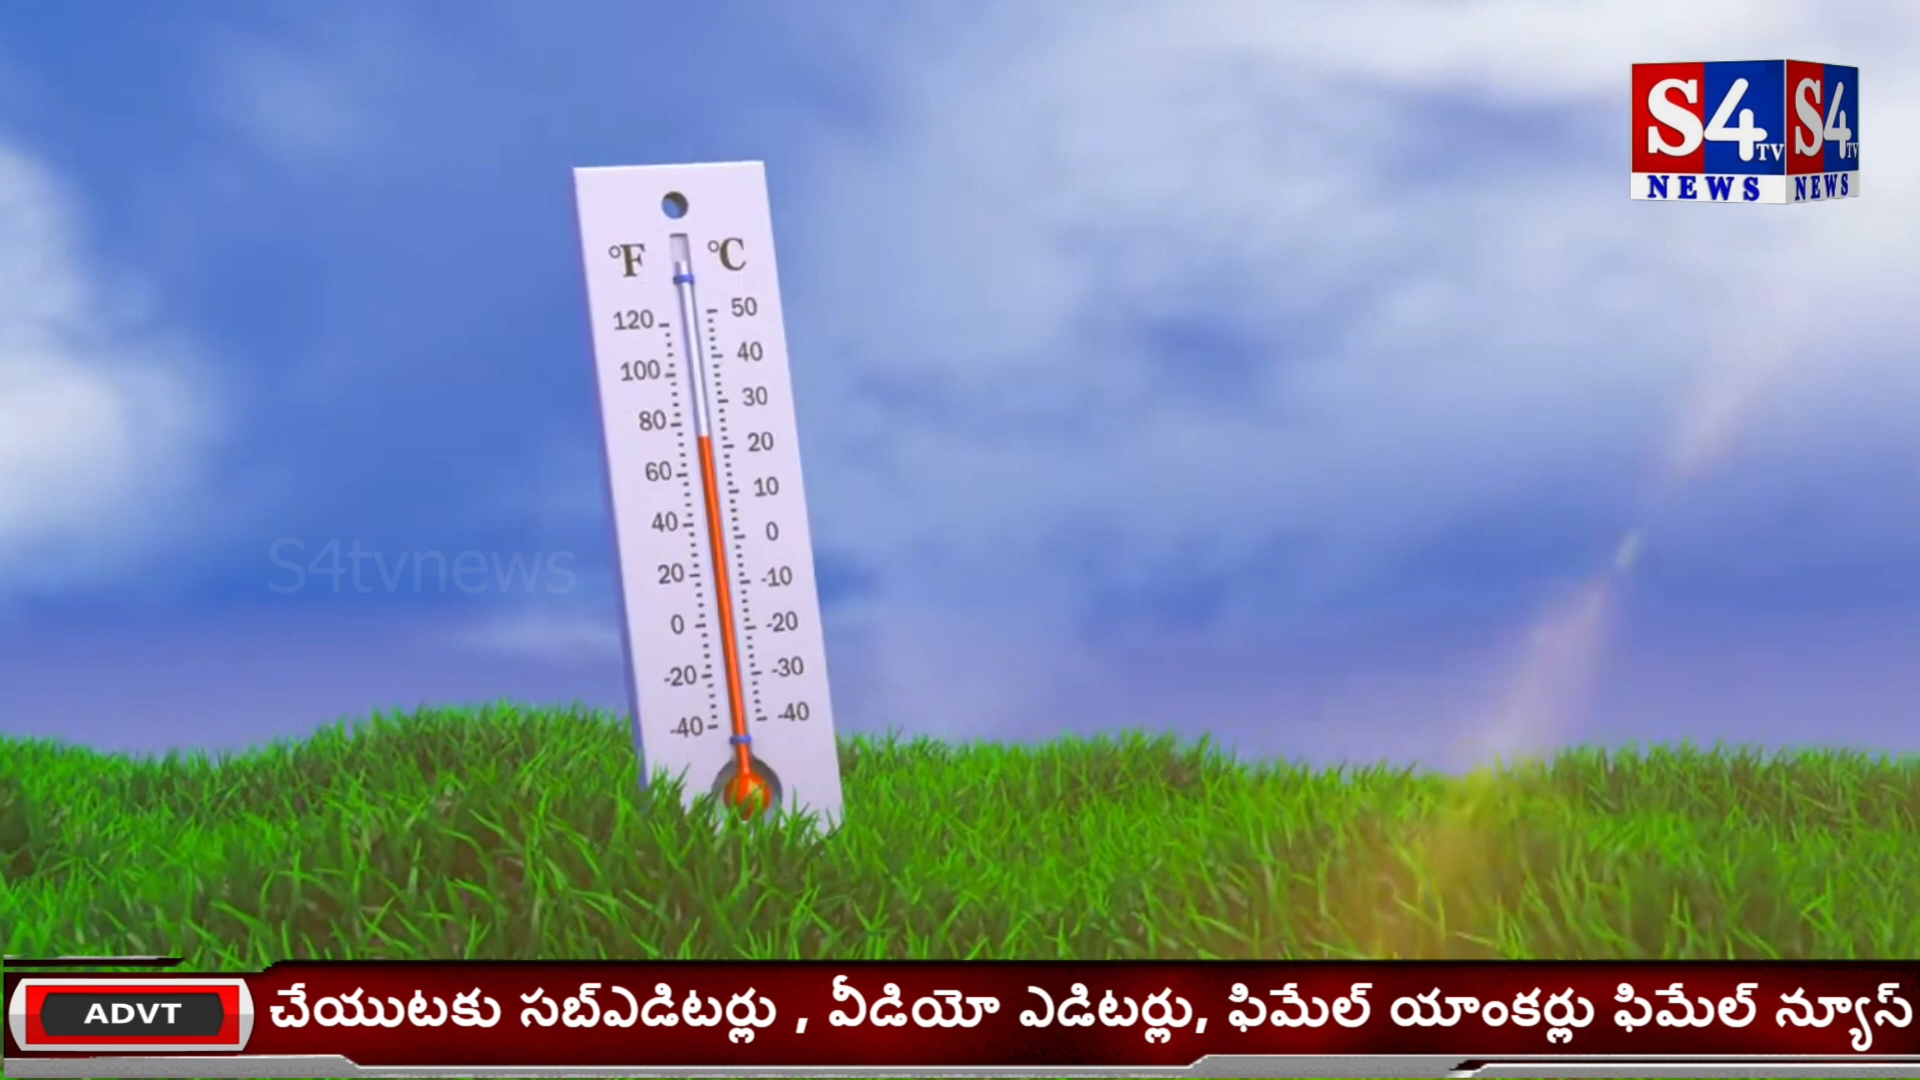 S4 TV NEWS
S4 TV NEWS
°F °C
120 50
100 40
80 30
60 20
40 10
20 0
0 -10
-20 -20
-40 -30
-40
S4tvnews
ADVT చేయుటకు సబ్ఎడిటర్లు , వీడియో ఎడిటర్లు, ఫిమేల్ యాంకర్లు ఫిమేల్ న్యూస్